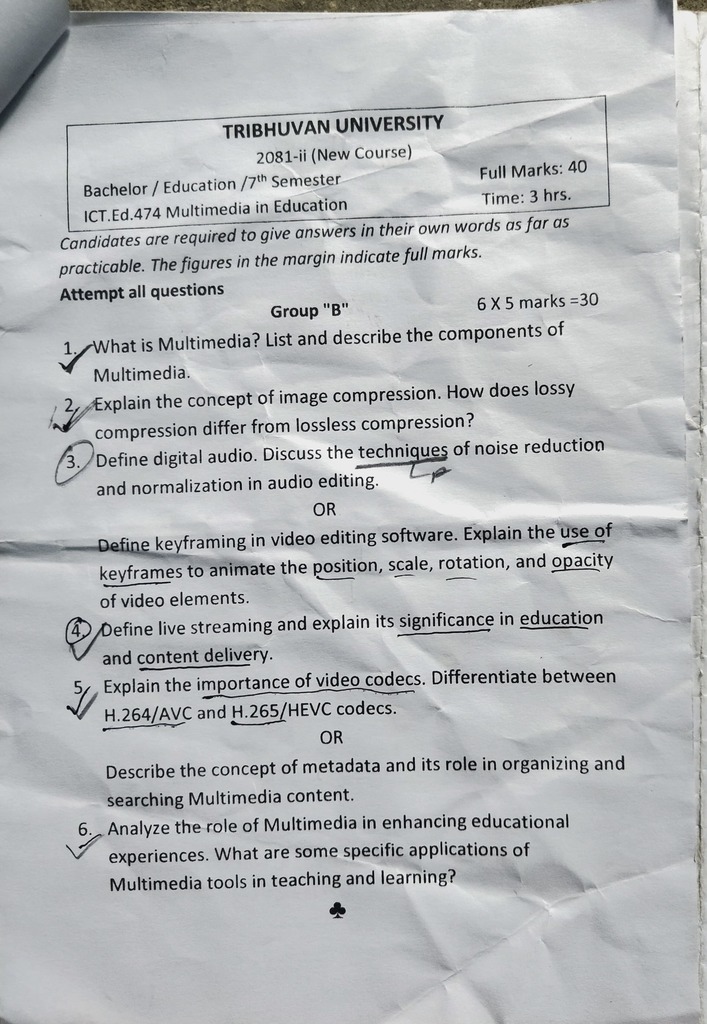 TRIBHUVAN UNIVERSITY
2081-ii (New Course)
Bachelor / Education /7th Semester
Full Marks: 40
ICT.Ed.474 Multimedia in Education
Time: 3 hrs.
Candidates are required to give answers in their own words as far as
practicable. The figures in the margin indicate full marks.
Attempt all questions
Group "B"
6 X 5 marks =30
1. What is Multimedia? List and describe the components of
Multimedia.
2. Explain the concept of image compression. How does lossy
compression differ from lossless compression?
3. Define digital audio. Discuss the techniques of noise reduction
and normalization in audio editing.
OR
Define keyframing in video editing software. Explain the use of
keyframes to animate the position, scale, rotation, and opacity
of video elements.
4. Define live streaming and explain its significance in education
and content delivery.
5. Explain the importance of video codecs. Differentiate between
H.264/AVC and H.265/HEVC codecs.
OR
Describe the concept of metadata and its role in organizing and
searching Multimedia content.
6. Analyze the role of Multimedia in enhancing educational
experiences. What are some specific applications of
Multimedia tools in teaching and learning?